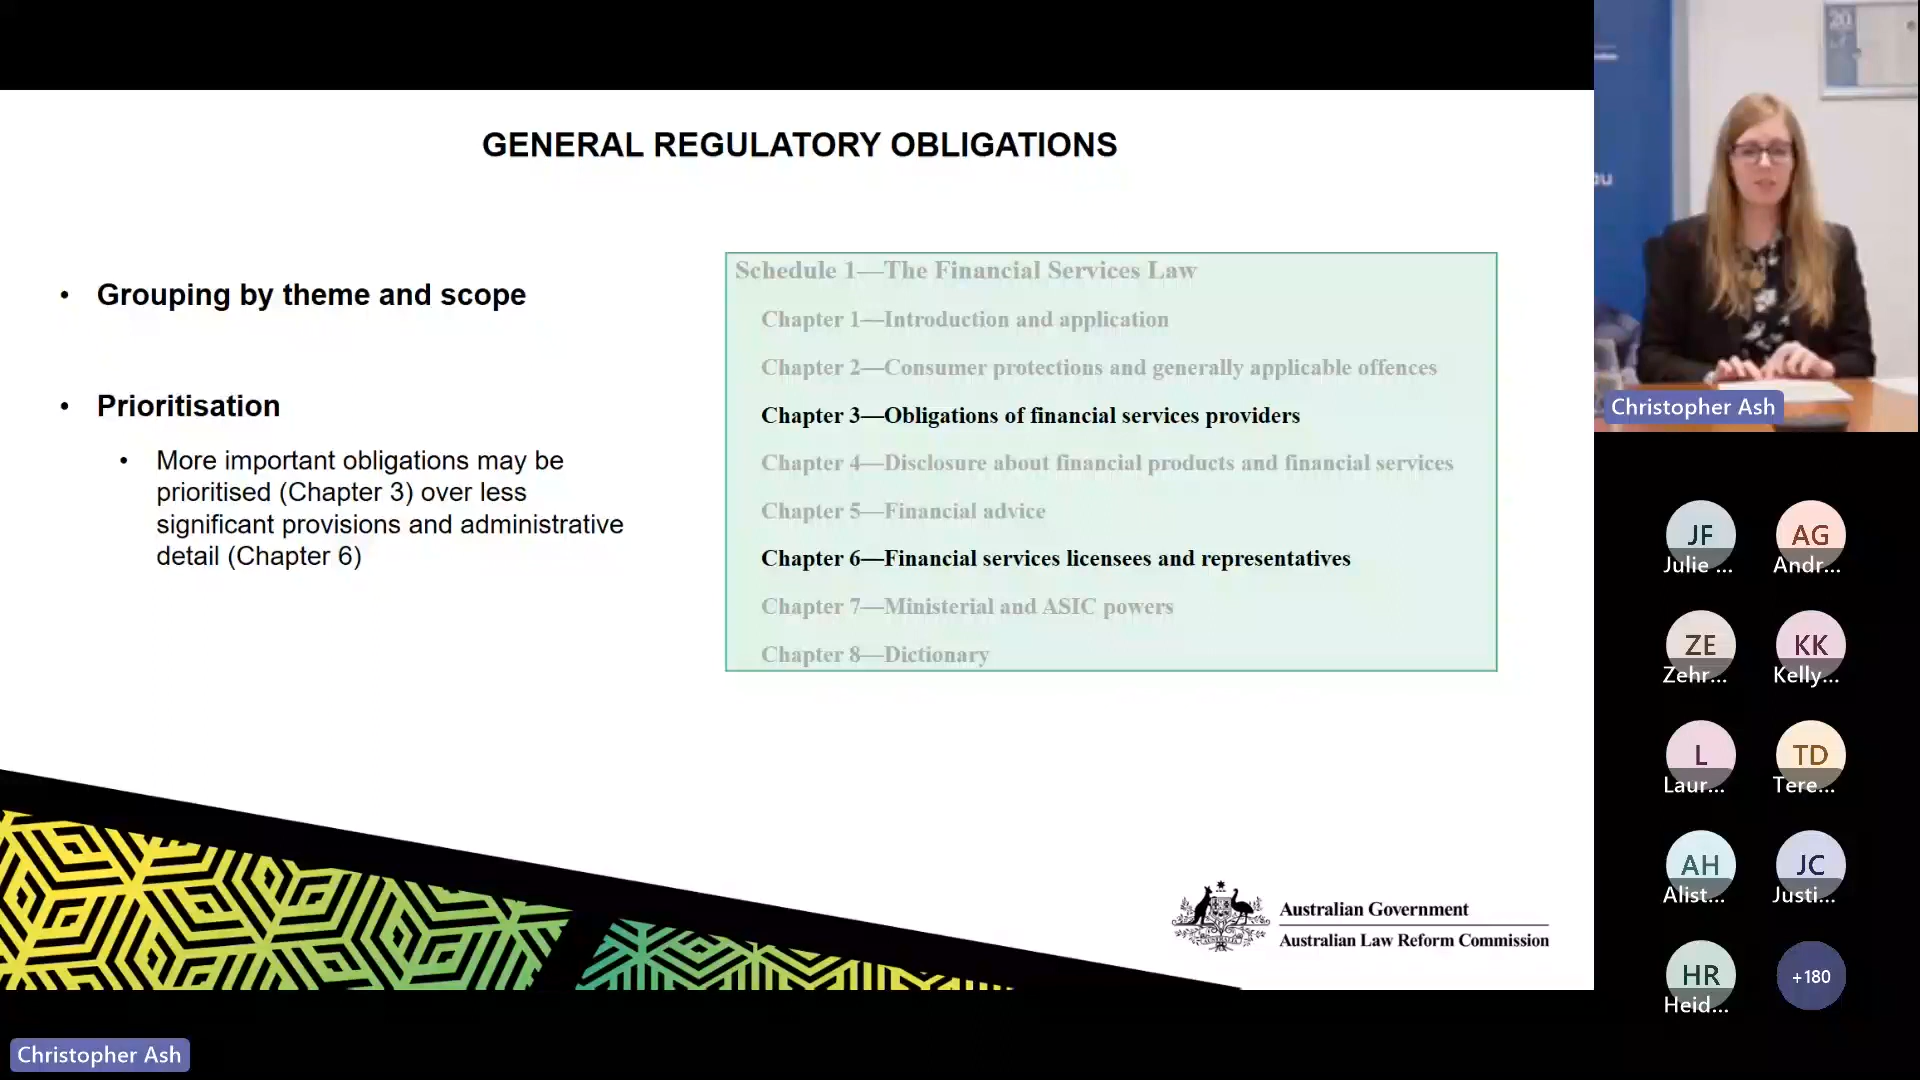 GENERAL REGULATORY OBLIGATIONS
• Grouping by theme and scope
• Prioritisation
• More important obligations may be
prioritised (Chapter 3) over less
significant provisions and administrative
detail (Chapter 6)
Schedule 1—The Financial Services Law
Chapter 1—Introduction and application
Chapter 2—Consumer protections and generally applicable offences
Chapter 3—Obligations of financial services providers
Chapter 4—Disclosure about financial products and financial services
Chapter 5—Financial advice
Chapter 6—Financial services licensees and representatives
Chapter 7—Ministerial and ASIC powers
Chapter 8—Dictionary
Australian Government
Australian Law Reform Commission
Christopher Ash
20
au
Christopher Ash
JF
Julie ...
AG
Andr...
ZE
Zehr...
KK
Kelly...
L
Laur...
TD
Tere...
AH
Alist...
JC
Justi...
HR
Heid...
+180